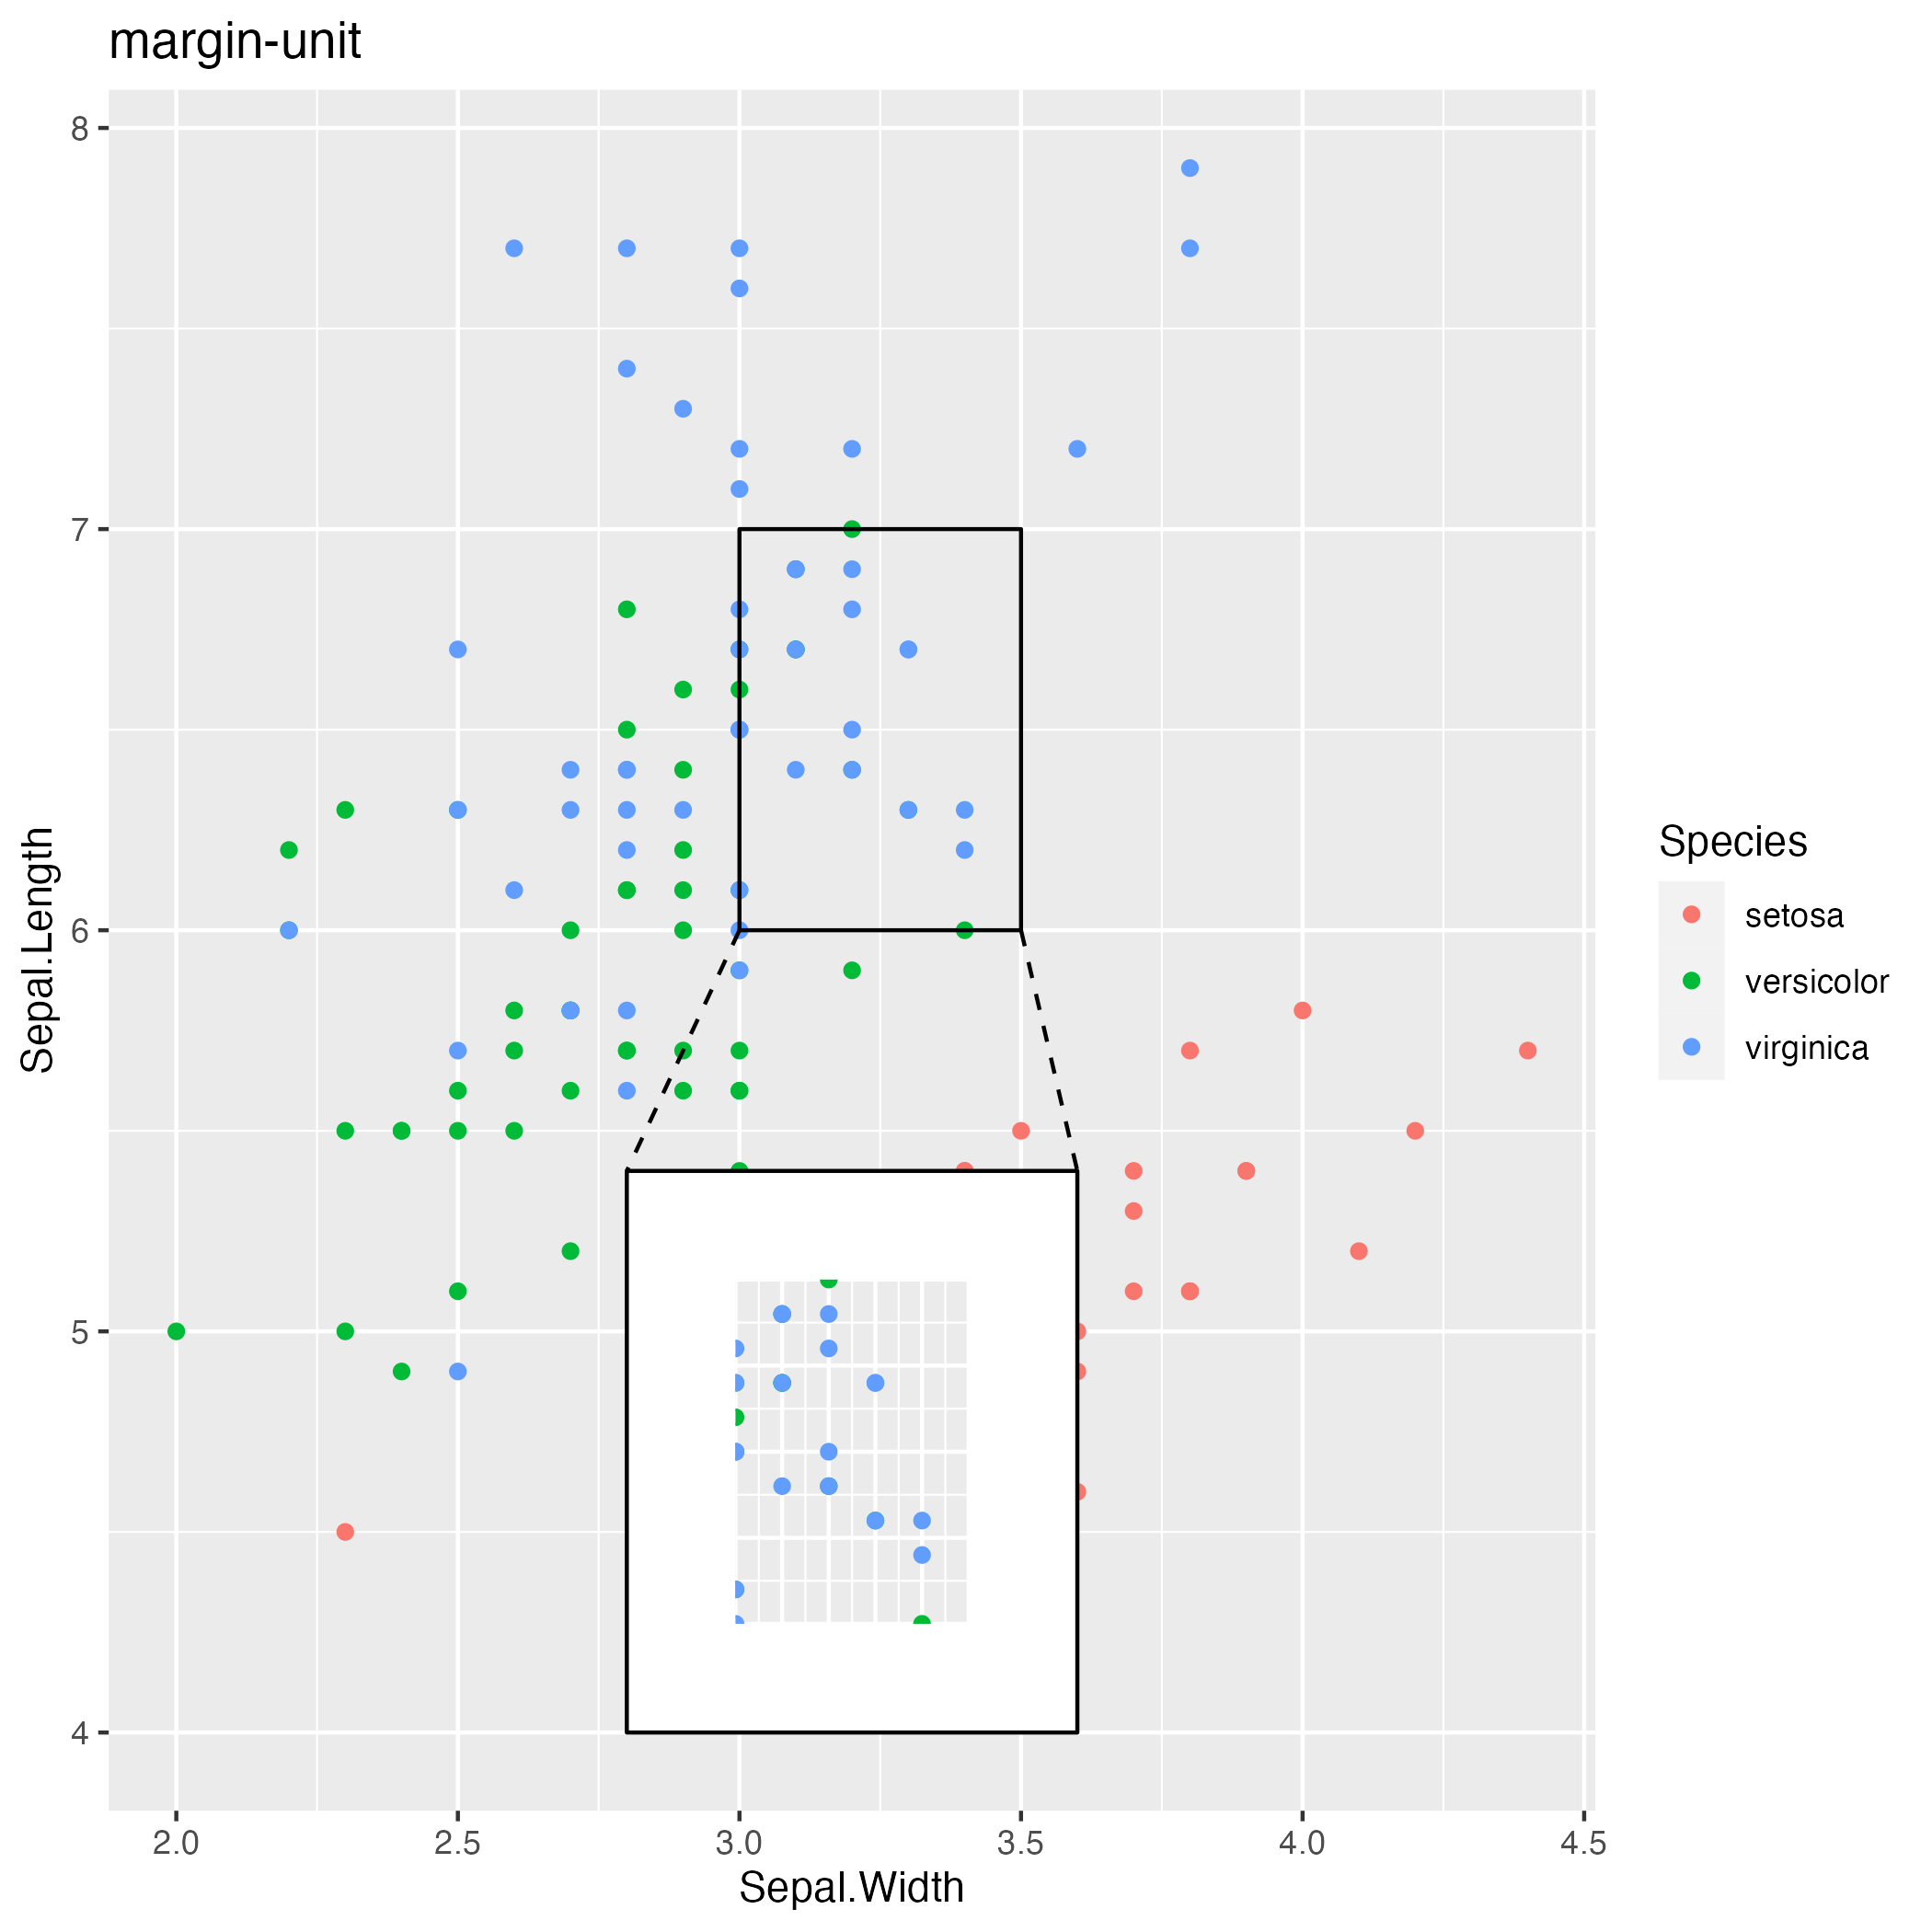 margin-unit
8
7
6
5
4
Sepal.Length
2.0 2.5 3.0 3.5 4.0 4.5
Sepal.Width
Species
setosa
versicolor
virginica